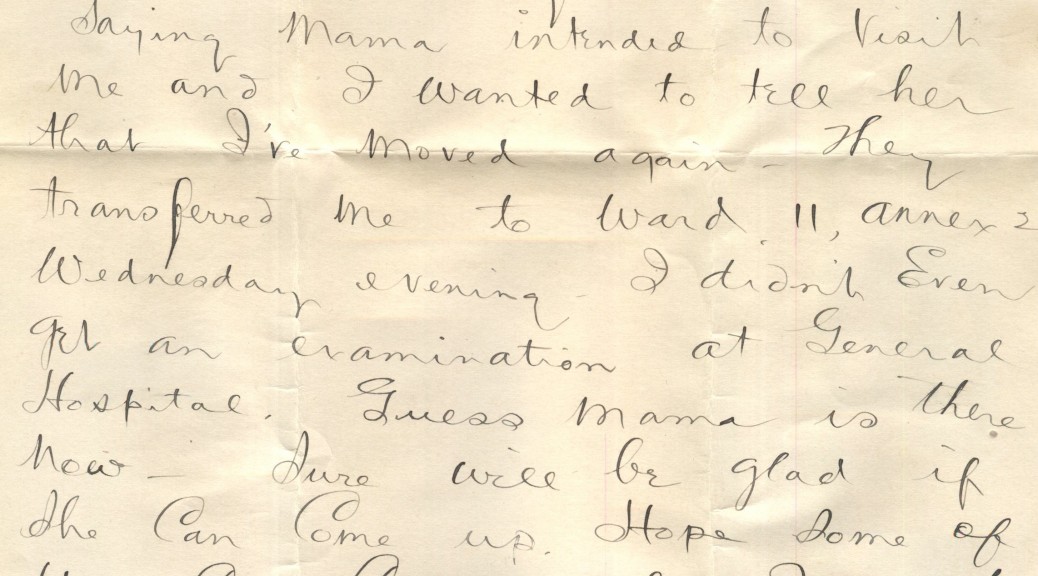 Saying Mama intended to Visit
Me and I wanted to tell her
that I've Moved again - They
transferred Me to Ward 11, annex 2
Wednesday evening - I didn't Even
get an examination at General
Hospital. Guess Mama is there
Now - Sure will be glad if
She Can Come up. Hope Some of